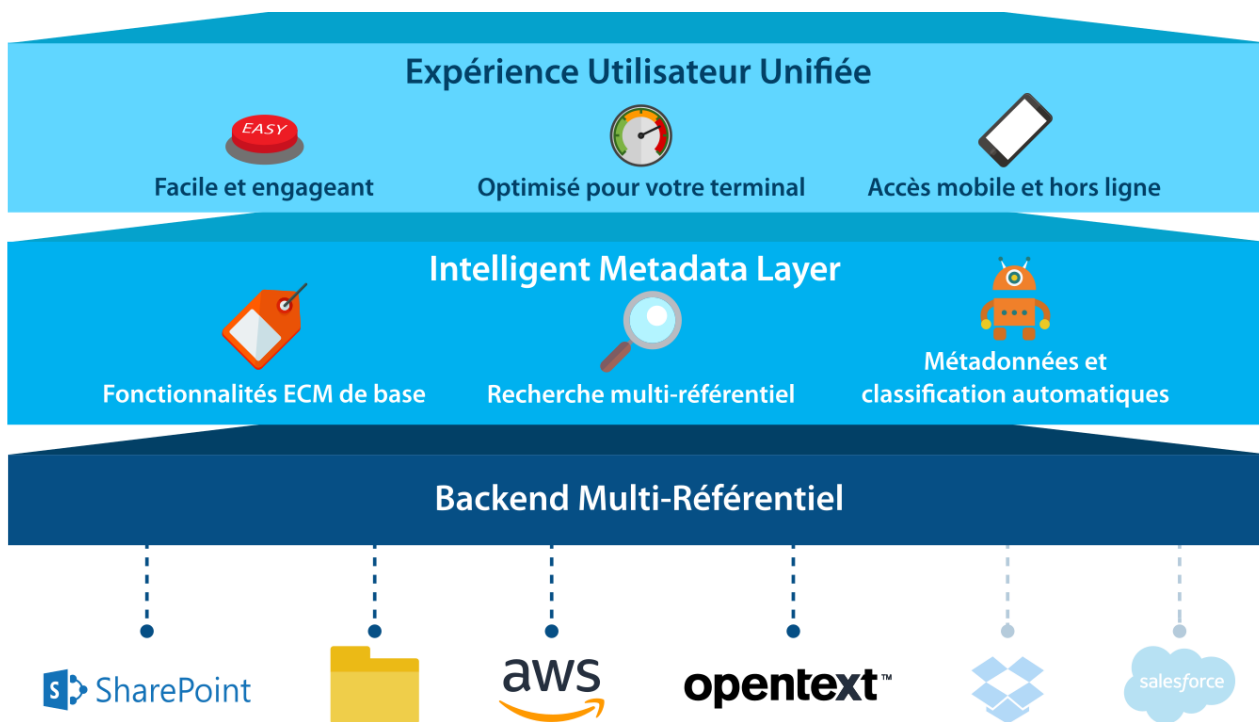 Expérience Utilisateur Unifiée
EASY
Facile et engageant
Optimisé pour votre terminal
Accès mobile et hors ligne
Intelligent Metadata Layer
Fonctionnalités ECM de base
Recherche multi-référentiel
Métadonnées et
classification automatiques
Backend Multi-Référentiel
S
SharePoint
aws
opentext™
salesforce